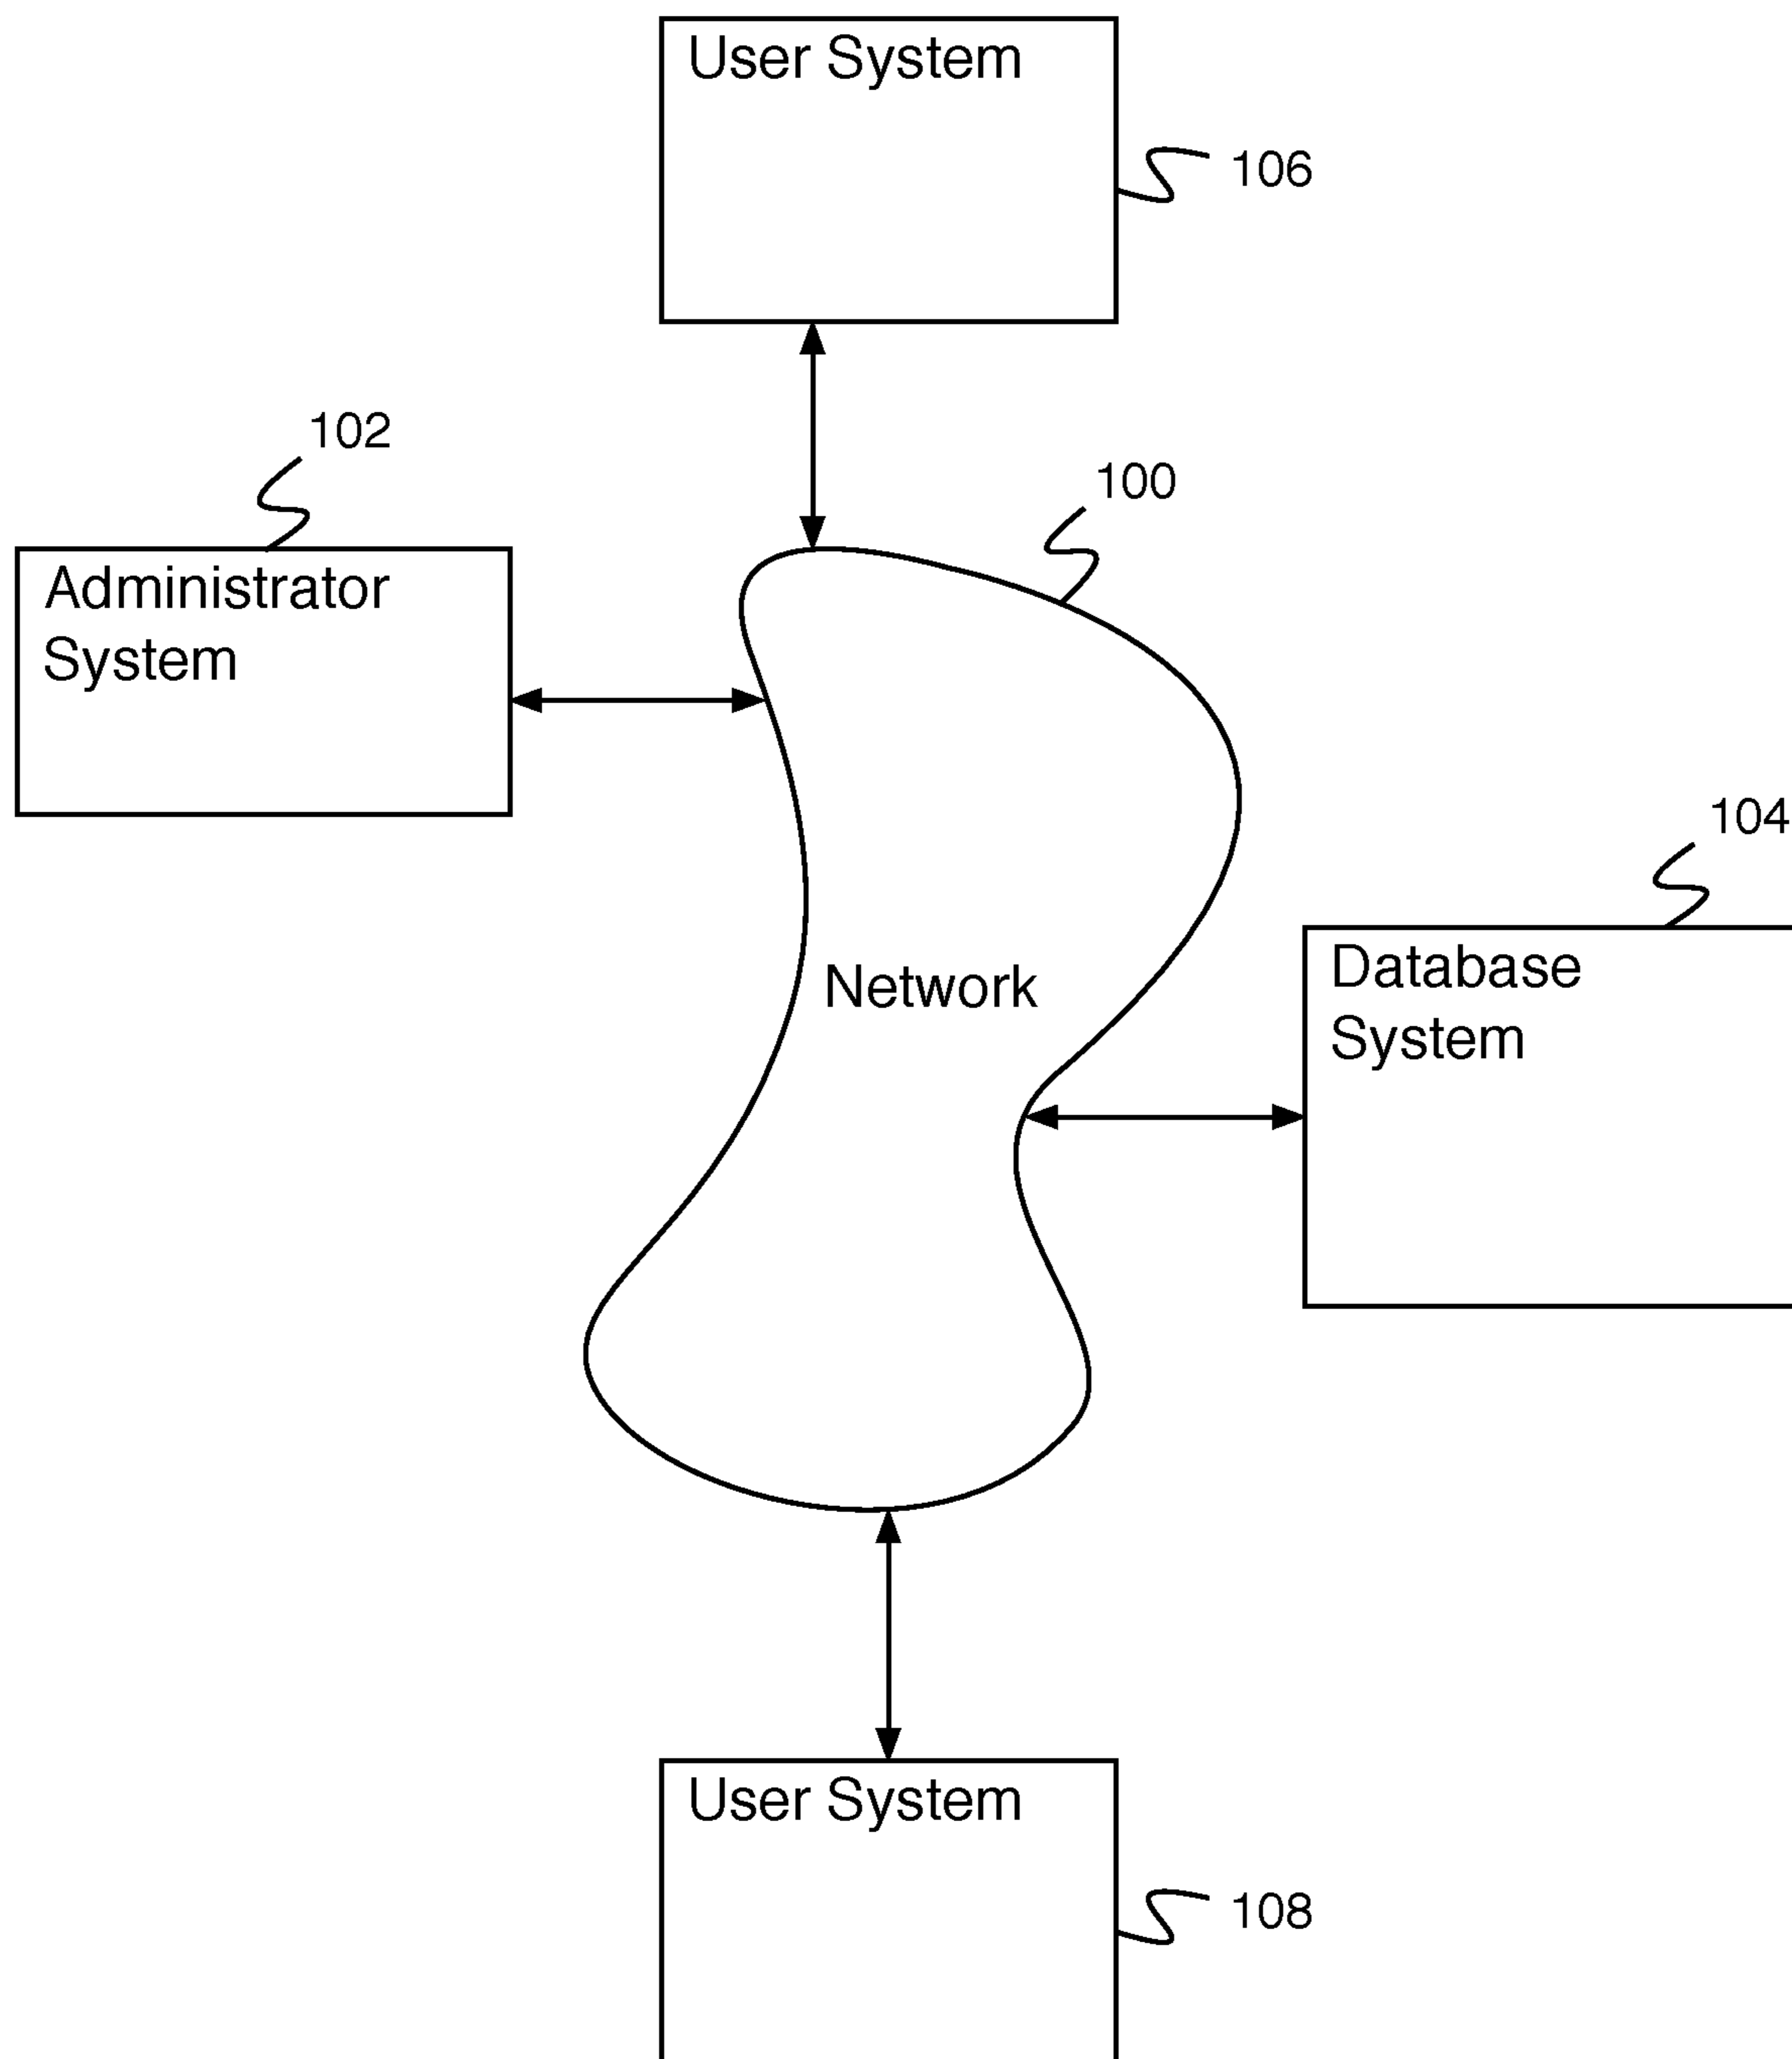 User System
106
102
100
Administrator
System
104
Database
System
Network
User System
108